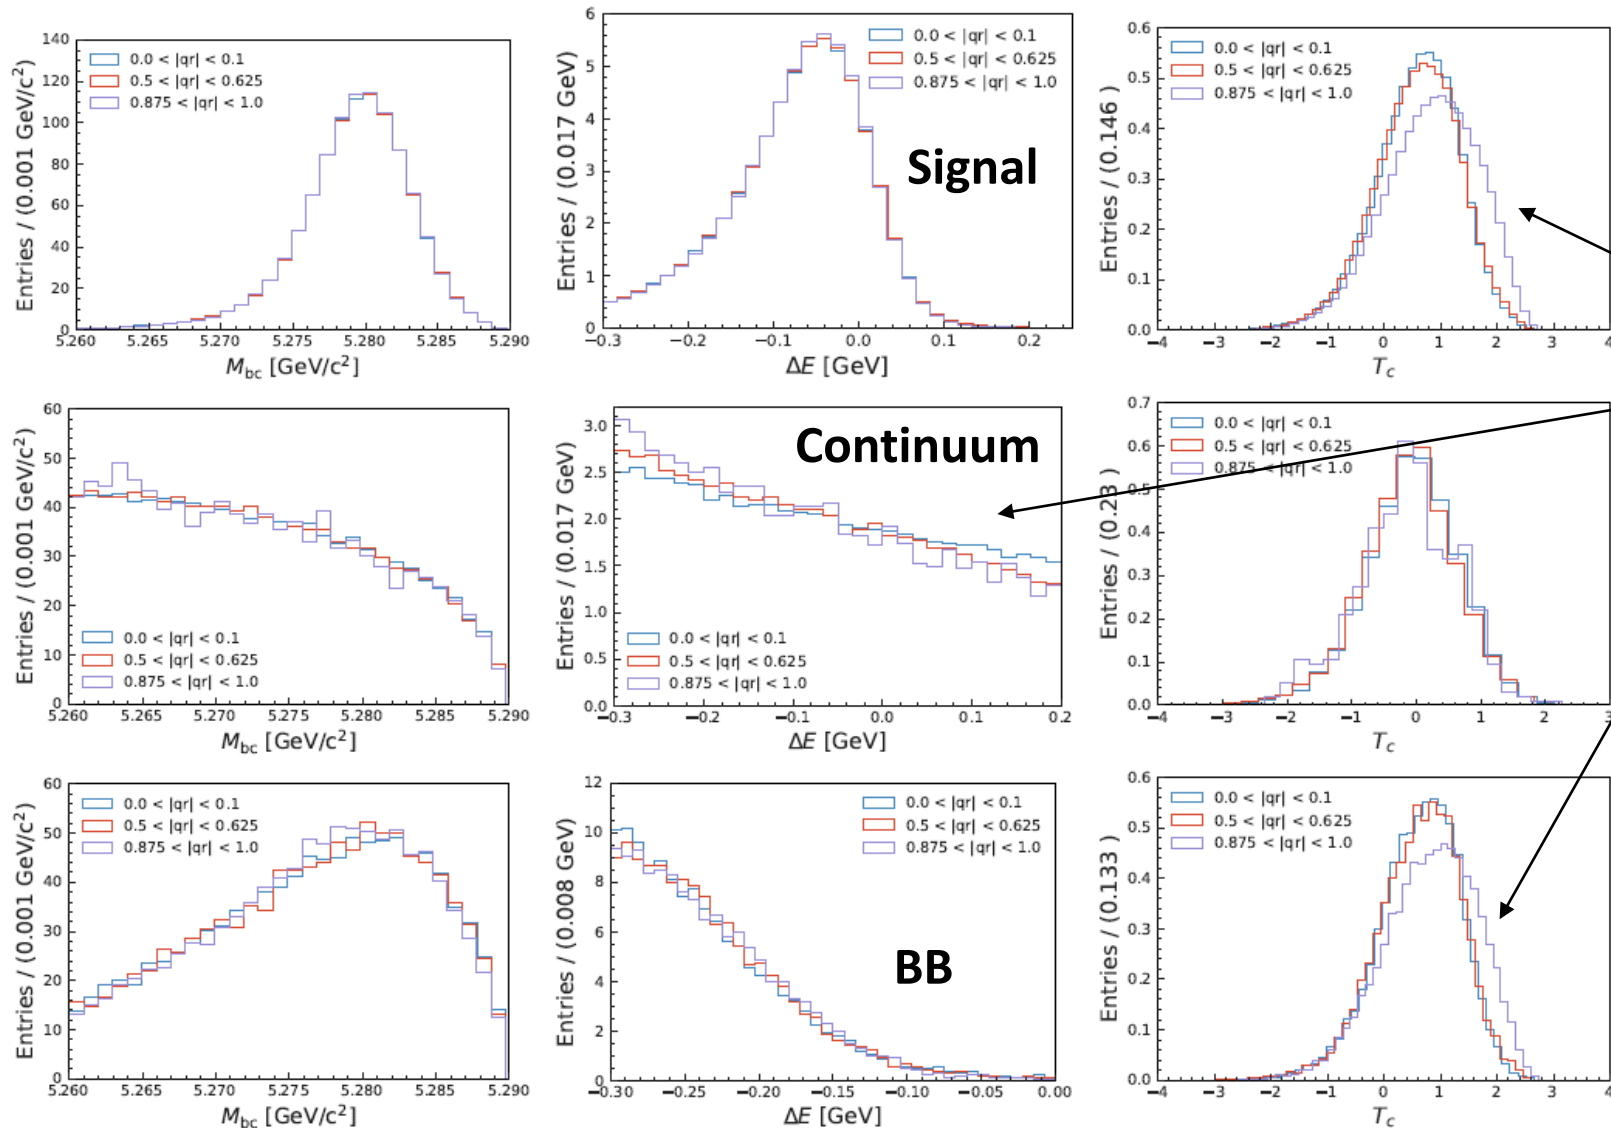 Entries / (0.001 GeV/c²)
140
120
100
80
60
40
20
0
0.0 < |qr| < 0.1
0.5 < |qr| < 0.625
0.875 < |qr| < 1.0
5.260 5.265 5.270 5.275 5.280 5.285 5.290
M_bc [GeV/c²]
Entries / (0.017 GeV)
6
5
4
3
2
1
0
0.0 < |qr| < 0.1
0.5 < |qr| < 0.625
0.875 < |qr| < 1.0
Signal
−0.3 −0.2 −0.1 0.0 0.1 0.2
ΔE [GeV]
Entries / (0.146 )
0.6
0.5
0.4
0.3
0.2
0.1
0.0
0.0 < |qr| < 0.1
0.5 < |qr| < 0.625
0.875 < |qr| < 1.0
−4 −3 −2 −1 0 1 2 3 4
T_c
Entries / (0.001 GeV/c²)
60
50
40
30
20
10
0
0.0 < |qr| < 0.1
0.5 < |qr| < 0.625
0.875 < |qr| < 1.0
5.260 5.265 5.270 5.275 5.280 5.285 5.290
M_bc [GeV/c²]
Entries / (0.017 GeV)
3.0
2.5
2.0
1.5
1.0
0.5
0.0
Continuum
0.0 < |qr| < 0.1
0.5 < |qr| < 0.625
0.875 < |qr| < 1.0
−0.3 −0.2 −0.1 0.0 0.1 0.2
ΔE [GeV]
Entries / (0.23 )
0.7
0.6
0.5
0.4
0.3
0.2
0.1
0.0
0.0 < |qr| < 0.1
0.5 < |qr| < 0.625
0.875 < |qr| < 1.0
−4 −3 −2 −1 0 1 2 3
T_c
Entries / (0.001 GeV/c²)
60
50
40
30
20
10
0
0.0 < |qr| < 0.1
0.5 < |qr| < 0.625
0.875 < |qr| < 1.0
5.260 5.265 5.270 5.275 5.280 5.285 5.290
M_bc [GeV/c²]
Entries / (0.008 GeV)
12
10
8
6
4
2
0
0.0 < |qr| < 0.1
0.5 < |qr| < 0.625
0.875 < |qr| < 1.0
BB
−0.30 −0.25 −0.20 −0.15 −0.10 −0.05 0.00
ΔE [GeV]
Entries / (0.133 )
0.6
0.5
0.4
0.3
0.2
0.1
0.0
0.0 < |qr| < 0.1
0.5 < |qr| < 0.625
0.875 < |qr| < 1.0
−4 −3 −2 −1 0 1 2 3 4
T_c